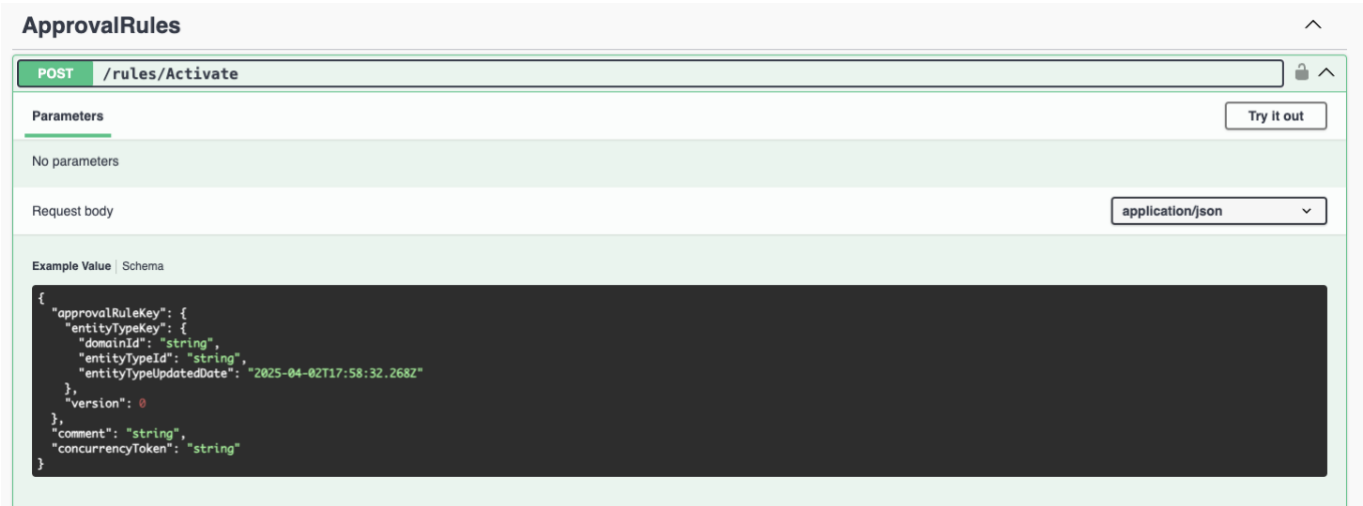 ApprovalRules
POST /rules/Activate
Parameters
Try it out
No parameters
Request body
application/json
Example Value Schema
{
  "approvalRuleKey": {
    "entityTypeKey": {
      "domainId": "string",
      "entityTypeId": "string",
      "entityTypeUpdatedDate": "2025-04-02T17:58:32.268Z"
    },
    "version": 0
  },
  "comment": "string",
  "concurrencyToken": "string"
}